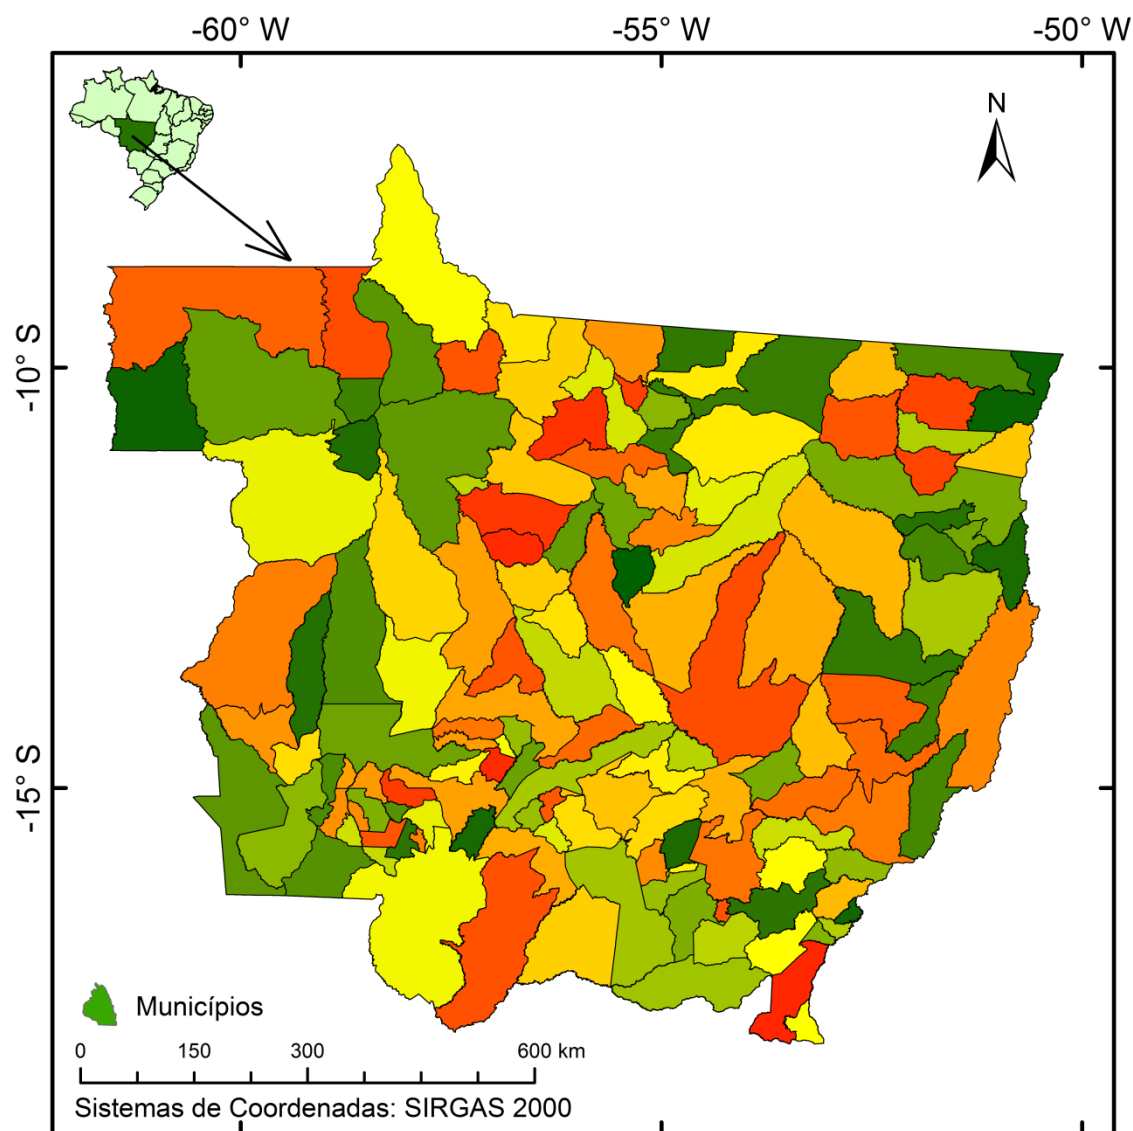 -60° W -55° W -50° W
N
-10° S
-15° S
Municípios
0 150 300 600 km
Sistemas de Coordenadas: SIRGAS 2000